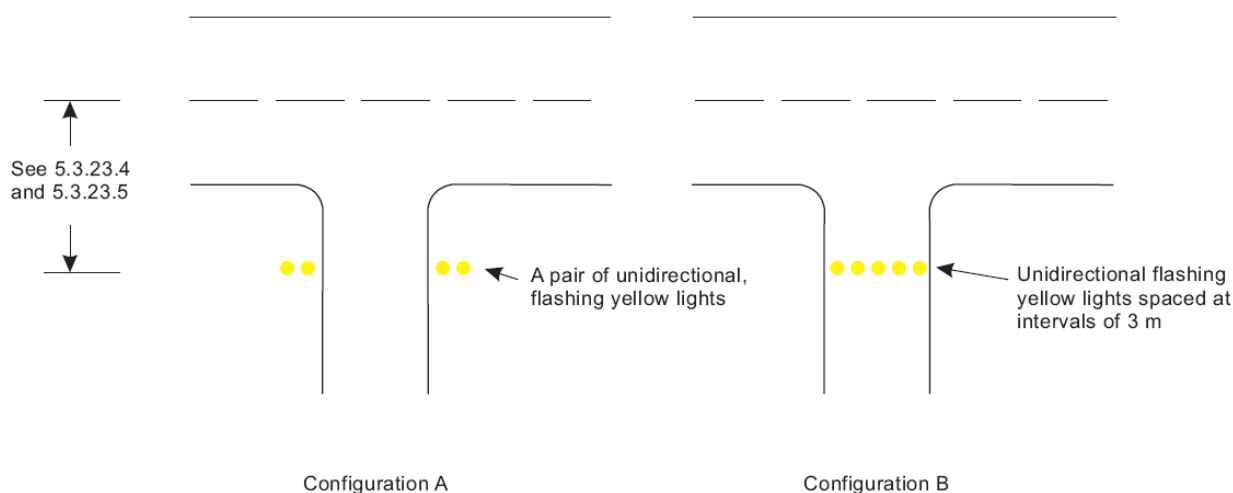 See 5.3.23.4
and 5.3.23.5
A pair of unidirectional,
flashing yellow lights
Unidirectional flashing
yellow lights spaced at
intervals of 3 m
Configuration A
Configuration B